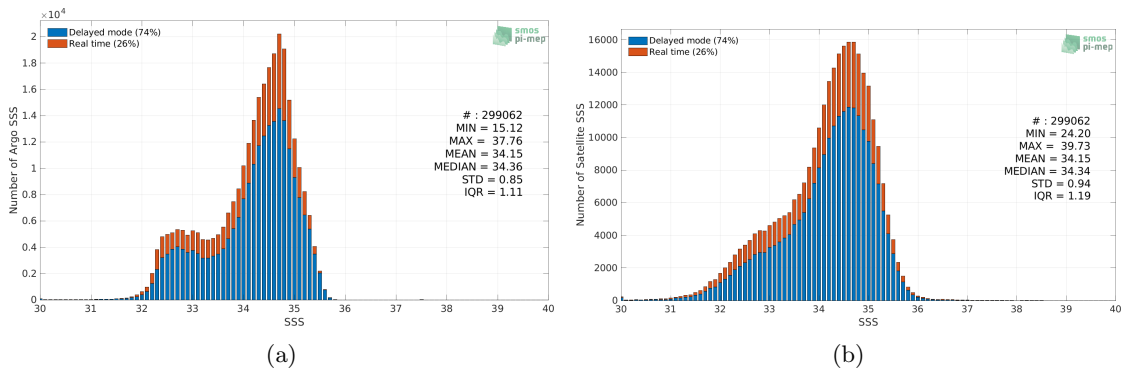 ×10⁴
Delayed mode (74%)
Real time (26%)
smos
pi-mep
2
1.8
1.6
1.4
1.2
1
0.8
0.6
0.4
0.2
0
Number of Argo SSS
# : 299062
MIN = 15.12
MAX = 37.76
MEAN = 34.15
MEDIAN = 34.36
STD = 0.85
IQR = 1.11
30 31 32 33 34 35 36 37 38 39 40
SSS
(a)
Delayed mode (74%)
Real time (26%)
smos
pi-mep
16000
14000
12000
10000
8000
6000
4000
2000
0
Number of Satellite SSS
# : 299062
MIN = 24.20
MAX = 39.73
MEAN = 34.15
MEDIAN = 34.34
STD = 0.94
IQR = 1.19
30 31 32 33 34 35 36 37 38 39 40
SSS
(b)